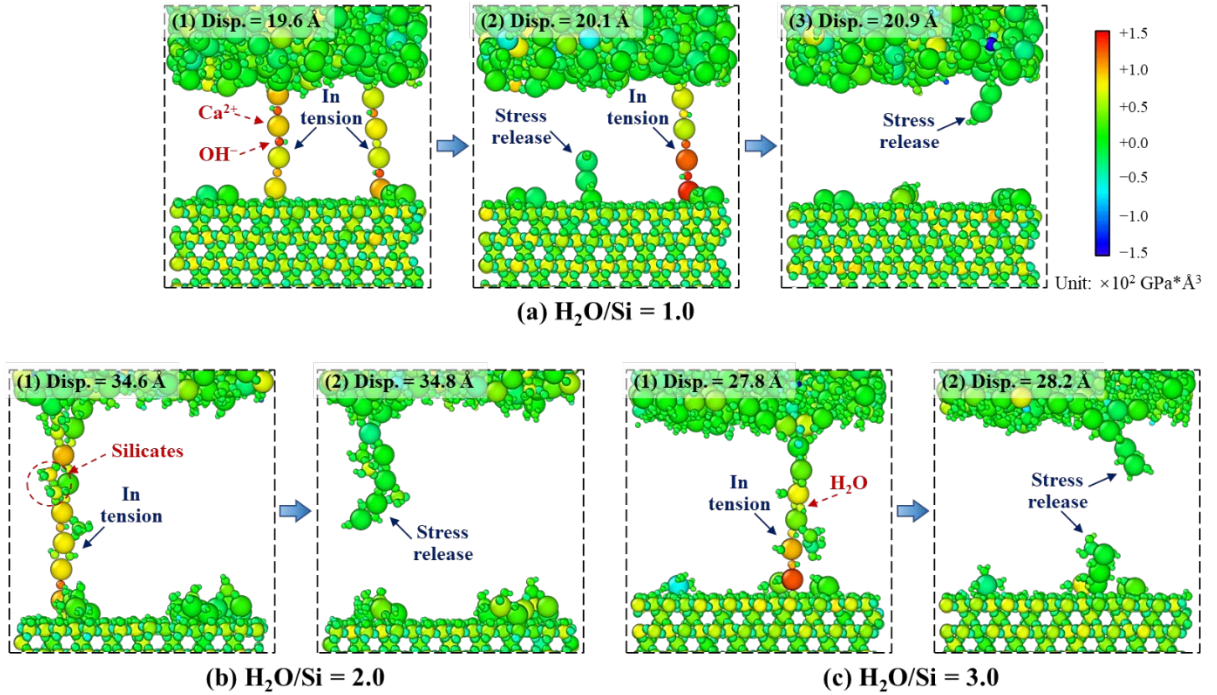 (1) Disp. = 19.6 Å
Ca²⁺
OH⁻
In
tension
(2) Disp. = 20.1 Å
Stress
release
In
tension
(3) Disp. = 20.9 Å
Stress
release
+1.5
+1.0
+0.5
0.0
−0.5
−1.0
−1.5
Unit: ×10² GPa*Å³
(a) H₂O/Si = 1.0
(1) Disp. = 34.6 Å
Silicates
In
tension
(2) Disp. = 34.8 Å
Stress
release
(b) H₂O/Si = 2.0
(1) Disp. = 27.8 Å
In
tension
H₂O
(2) Disp. = 28.2 Å
Stress
release
(c) H₂O/Si = 3.0